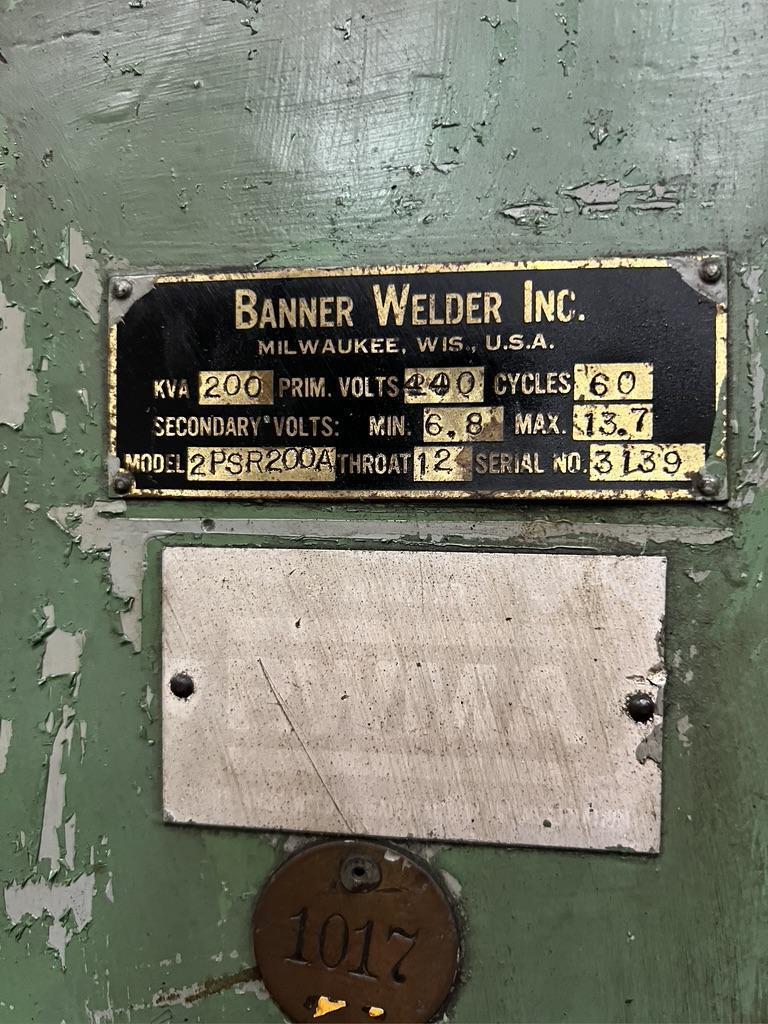 BANNER WELDER INC.
MILWAUKEE, WIS., U.S.A.
KVA 200 PRIM. VOLTS 440 CYCLES 60
SECONDARY VOLTS: MIN. 6.8 MAX. 13.7
MODEL 2PSR200A THROAT 12 SERIAL NO. 3139
1017